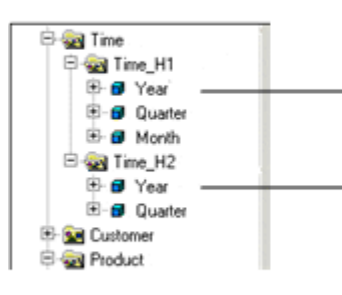 Time
Time_H1
Year
Quarter
Month
Time_H2
Year
Quarter
Customer
Product